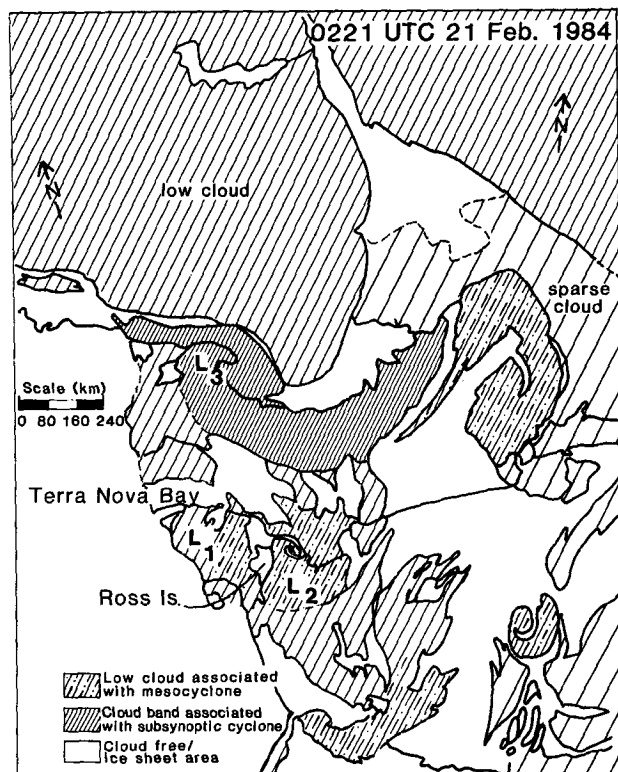 0221 UTC 21 Feb. 1984
N
N
low cloud
sparse
cloud
L3
Scale (km)
0 80 160 240
Terra Nova Bay
L1
L2
Ross Is.
Low cloud associated
with mesocyclone
Cloud band associated
with subsynoptic cyclone
Cloud free/
Ice sheet area